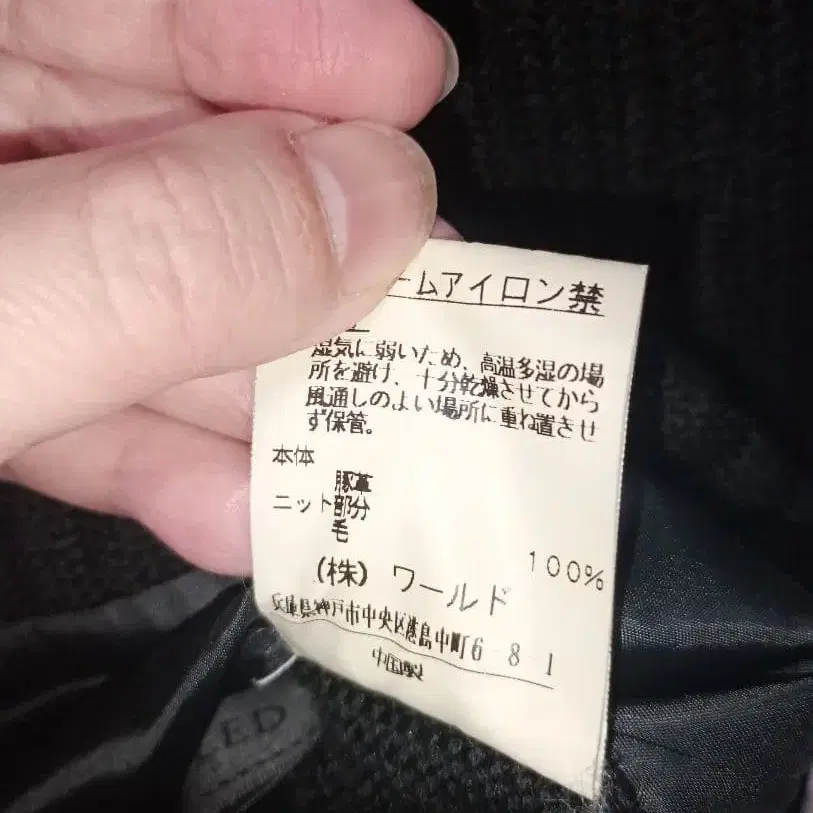 ームアイロン禁
湿気に弱いため、高温多湿の場
所を避け、十分乾燥させてから
風通しのよい場所に重ね置きせ
ず保管。
本体
豚革
ニット部分
毛
100%
(株) ワールド
兵庫県神戸市中央区港島中町6-8-1
中国製
LED